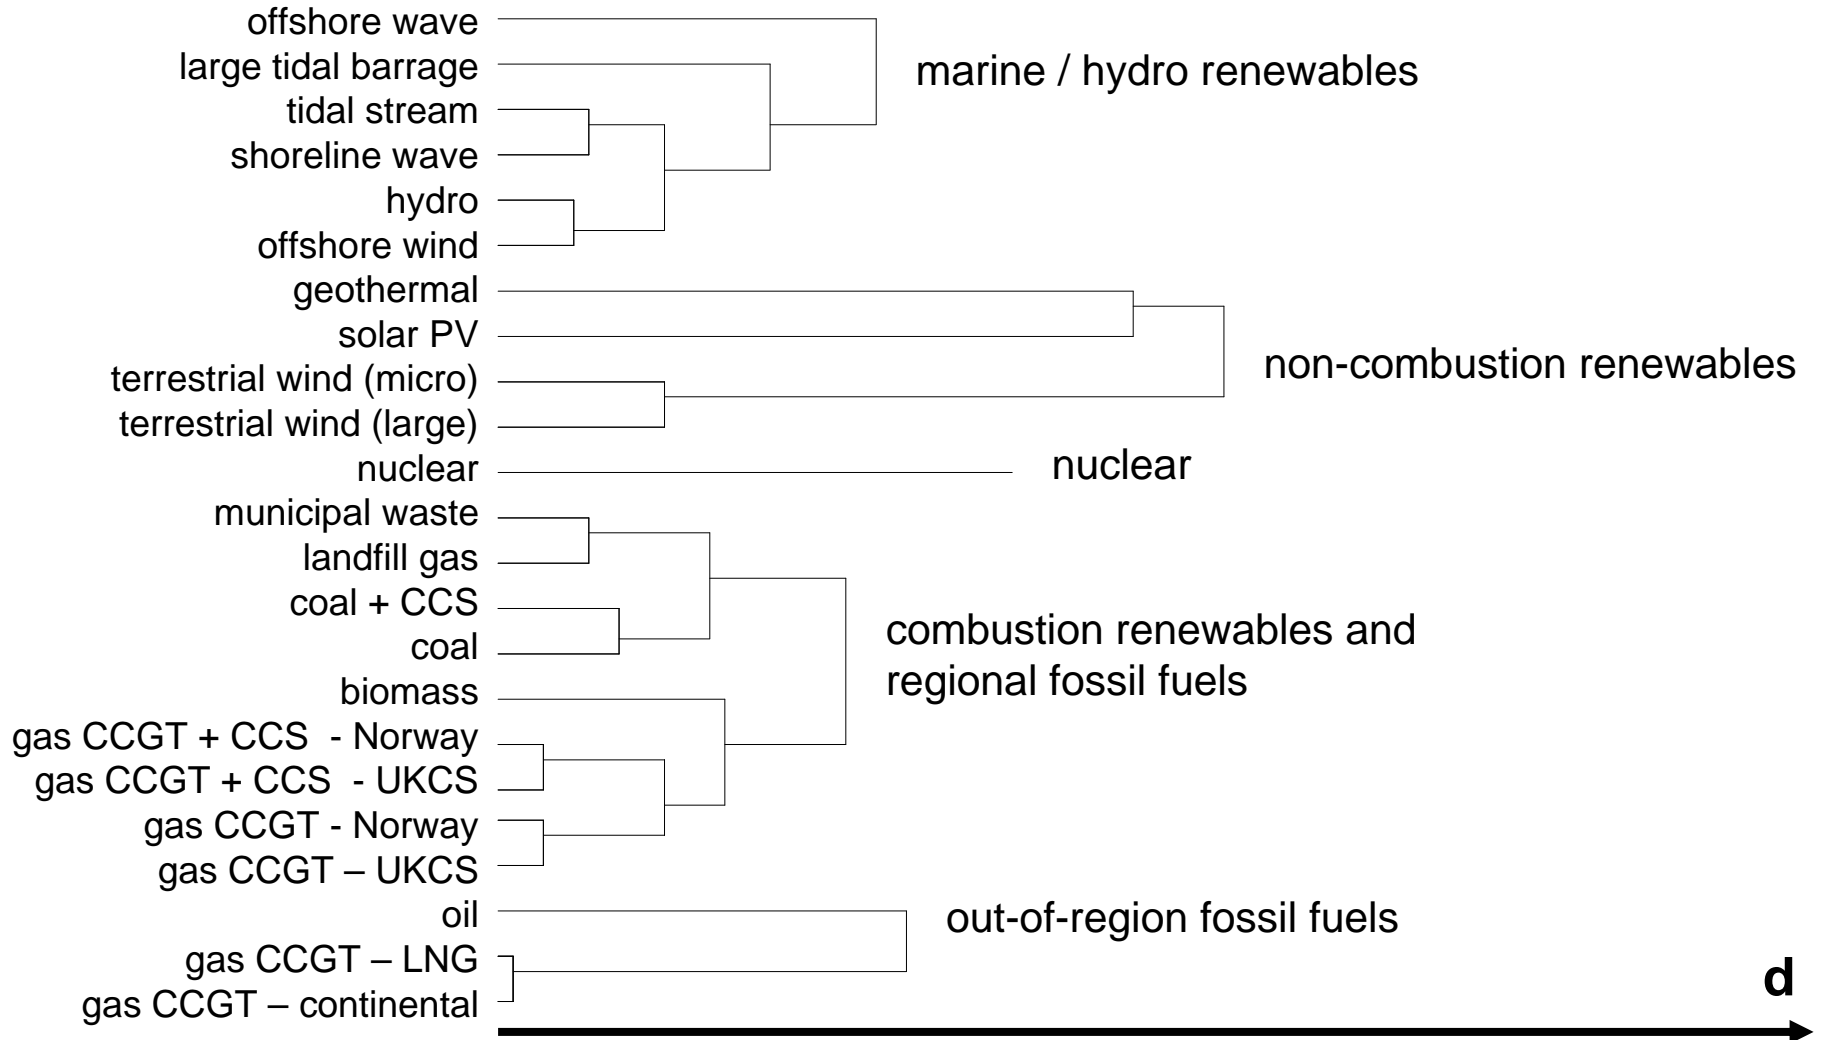 offshore wave
large tidal barrage
marine / hydro renewables
tidal stream
shoreline wave
hydro
offshore wind
geothermal
solar PV
non-combustion renewables
terrestrial wind (micro)
terrestrial wind (large)
nuclear
nuclear
municipal waste
landfill gas
coal + CCS
coal
combustion renewables and
regional fossil fuels
biomass
gas CCGT + CCS  - Norway
gas CCGT + CCS  - UKCS
gas CCGT - Norway
gas CCGT – UKCS
oil
out-of-region fossil fuels
gas CCGT – LNG
gas CCGT – continental
d